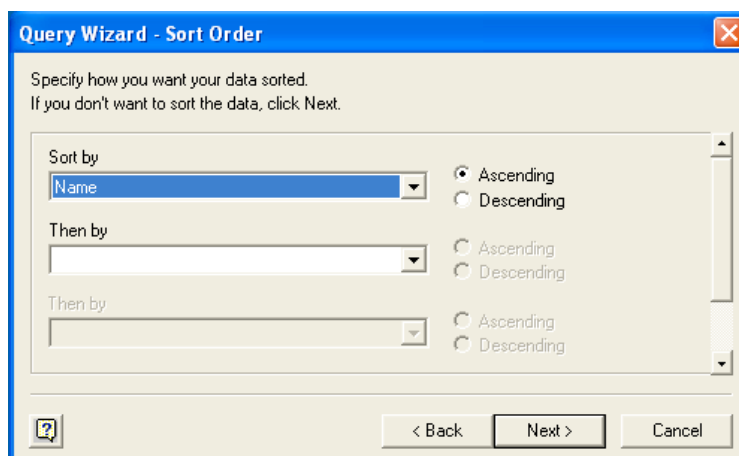 Query Wizard - Sort Order
Specify how you want your data sorted.
If you don't want to sort the data, click Next.
Sort by
Name
Ascending
Descending
Then by
Ascending
Descending
Then by
Ascending
Descending
?
< Back
Next >
Cancel